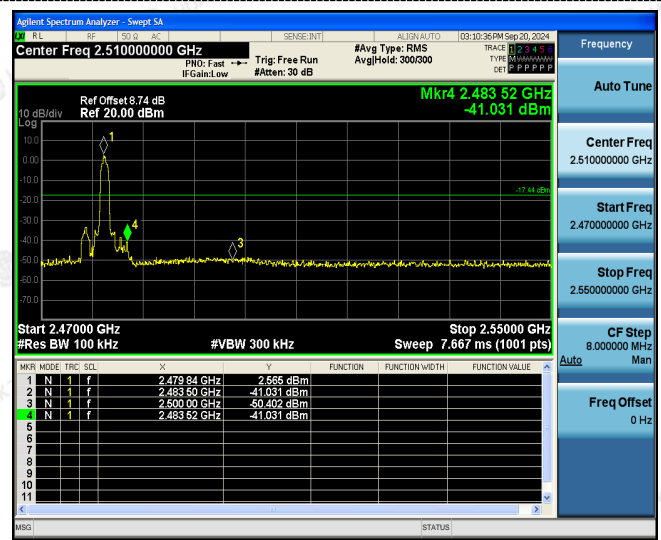 Agilent Spectrum Analyzer - Swept SA
RL RF 50 Ω AC SENSE:INT ALIGN AUTO 03:10:36PM Sep 20, 2024
Center Freq 2.510000000 GHz
#Avg Type: RMS
TRACE 1 2 3 4 5 6
PNO: Fast Trig: Free Run Avg|Hold: 300/300
TYPE M
IFGain:Low #Atten: 30 dB
DET P P P P P P
Mkr4 2.483 52 GHz
-41.031 dBm
Ref Offset 8.74 dB
10 dB/div Ref 20.00 dBm
Log
10.0
0.00
-10.0
-20.0
-30.0
-40.0
-50.0
-60.0
-70.0
1
-17.44 dBm
4
3
Start 2.47000 GHz Stop 2.55000 GHz
#Res BW 100 kHz #VBW 300 kHz Sweep 7.667 ms (1001 pts)
MKR MODE TRC SCL X Y FUNCTION FUNCTION WIDTH FUNCTION VALUE
1 N 1 f 2.479 84 GHz 2.565 dBm
2 N 1 f 2.483 50 GHz -41.031 dBm
3 N 1 f 2.500 00 GHz -50.402 dBm
4 N 1 f 2.483 52 GHz -41.031 dBm
5
6
7
8
9
10
11
MSG STATUS
Frequency
Auto Tune
Center Freq
2.510000000 GHz
Start Freq
2.470000000 GHz
Stop Freq
2.550000000 GHz
CF Step
8.000000 MHz
Auto Man
Freq Offset
0 Hz